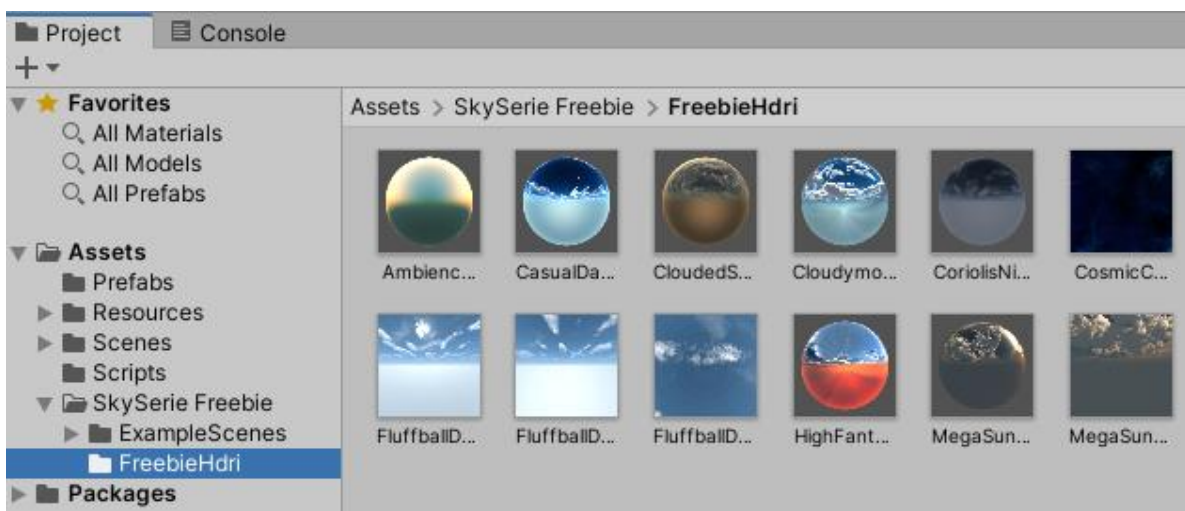 Project Console
Favorites
All Materials
All Models
All Prefabs
Assets
Prefabs
Resources
Scenes
Scripts
SkySerie Freebie
ExampleScenes
FreebieHdri
Packages
Assets > SkySerie Freebie > FreebieHdri
Ambienc... CasualDa... CloudedS... Cloudymo... CoriolisNi... CosmicC...
FluffballD... FluffballD... FluffballD... HighFant... MegaSun... MegaSun...